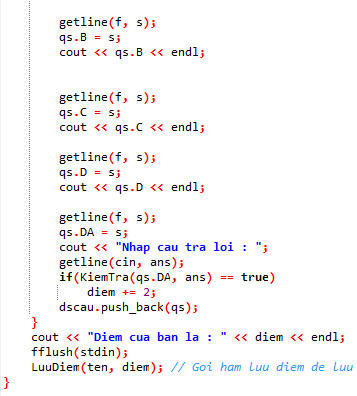 getline(f, s);
qs.B = s;
cout << qs.B << endl;
getline(f, s);
qs.C = s;
cout << qs.C << endl;
getline(f, s);
qs.D = s;
cout << qs.D << endl;
getline(f, s);
qs.DA = s;
cout << "Nhap cau tra loi : ";
getline(cin, ans);
if(KiemTra(qs.DA, ans) == true)
diem += 2;
dscau.push_back(qs);
}
cout << "Diem cua ban la : " << diem << endl;
fflush(stdin);
LuuDiem(ten, diem); // Goi ham luu diem de luu
}